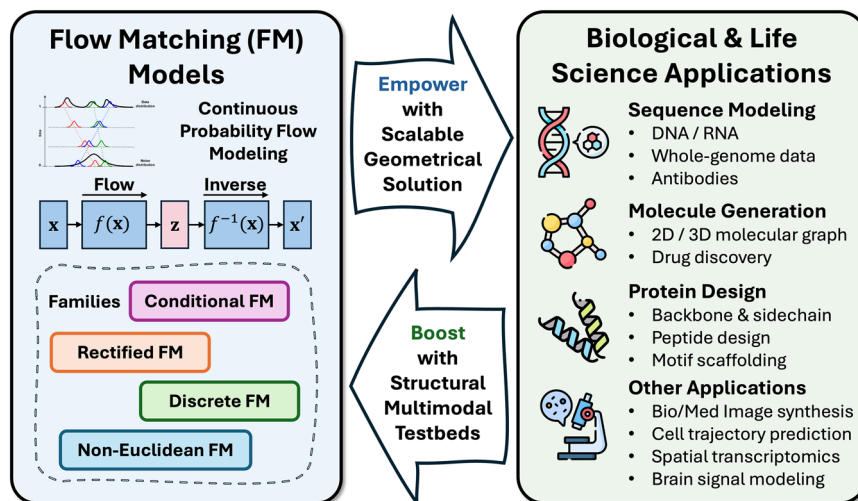 Flow Matching (FM)
Models
Continuous
Probability Flow
Modeling
Flow
Inverse
x
f(x)
z
f⁻¹(x)
x′
Families
Conditional FM
Rectified FM
Discrete FM
Non-Euclidean FM
Empower
with
Scalable
Geometrical
Solution
Boost
with
Structural
Multimodal
Testbeds
Biological & Life
Science Applications
Sequence Modeling
• DNA / RNA
• Whole-genome data
• Antibodies
Molecule Generation
• 2D / 3D molecular graph
• Drug discovery
Protein Design
• Backbone & sidechain
• Peptide design
• Motif scaffolding
Other Applications
• Bio/Med Image synthesis
• Cell trajectory prediction
• Spatial transcriptomics
• Brain signal modeling